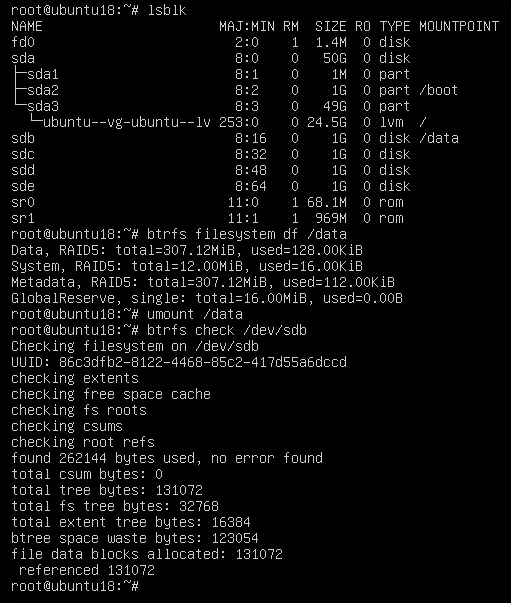 root@ubuntu18:~# lsblk
NAME                      MAJ:MIN RM  SIZE RO TYPE MOUNTPOINT
fd0                         2:0    1  1.4M  0 disk
sda                         8:0    0   50G  0 disk
├─sda1                      8:1    0    1M  0 part
├─sda2                      8:2    0    1G  0 part /boot
└─sda3                      8:3    0   49G  0 part
  └─ubuntu--vg-ubuntu--lv 253:0    0 24.5G  0 lvm  /
sdb                         8:16   0    1G  0 disk /data
sdc                         8:32   0    1G  0 disk
sdd                         8:48   0    1G  0 disk
sde                         8:64   0    1G  0 disk
sr0                        11:0    1 68.1M  0 rom
sr1                        11:1    1  969M  0 rom
root@ubuntu18:~# btrfs filesystem df /data
Data, RAID5: total=307.12MiB, used=128.00KiB
System, RAID5: total=12.00MiB, used=16.00KiB
Metadata, RAID5: total=307.12MiB, used=112.00KiB
GlobalReserve, single: total=16.00MiB, used=0.00B
root@ubuntu18:~# umount /data
root@ubuntu18:~# btrfs check /dev/sdb
Checking filesystem on /dev/sdb
UUID: 86c3dfb2-8122-4468-85c2-417d55a6dccd
checking extents
checking free space cache
checking fs roots
checking csums
checking root refs
found 262144 bytes used, no error found
total csum bytes: 0
total tree bytes: 131072
total fs tree bytes: 32768
total extent tree bytes: 16384
btree space waste bytes: 123054
file data blocks allocated: 131072
 referenced 131072
root@ubuntu18:~#